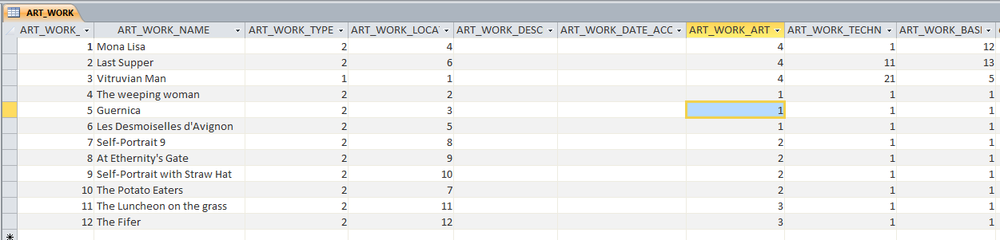 ART_WORK
ART_WORK_ ART_WORK_NAME ART_WORK_TYPE ART_WORK_LOCA ART_WORK_DESC ART_WORK_DATE_ACC ART_WORK_ART ART_WORK_TECHN ART_WORK_BASI
1 Mona Lisa 2 4 4 1 12
2 Last Supper 2 6 4 11 13
3 Vitruvian Man 1 1 4 21 5
4 The weeping woman 2 2 1 1 1
5 Guernica 2 3 1 1 1
6 Les Desmoiselles d'Avignon 2 5 1 1 1
7 Self-Portrait 9 2 8 2 1 1
8 At Ethernity's Gate 2 9 2 1 1
9 Self-Portrait with Straw Hat 2 10 2 1 1
10 The Potato Eaters 2 7 2 1 1
11 The Luncheon on the grass 2 11 3 1 1
12 The Fifer 2 12 3 1 1